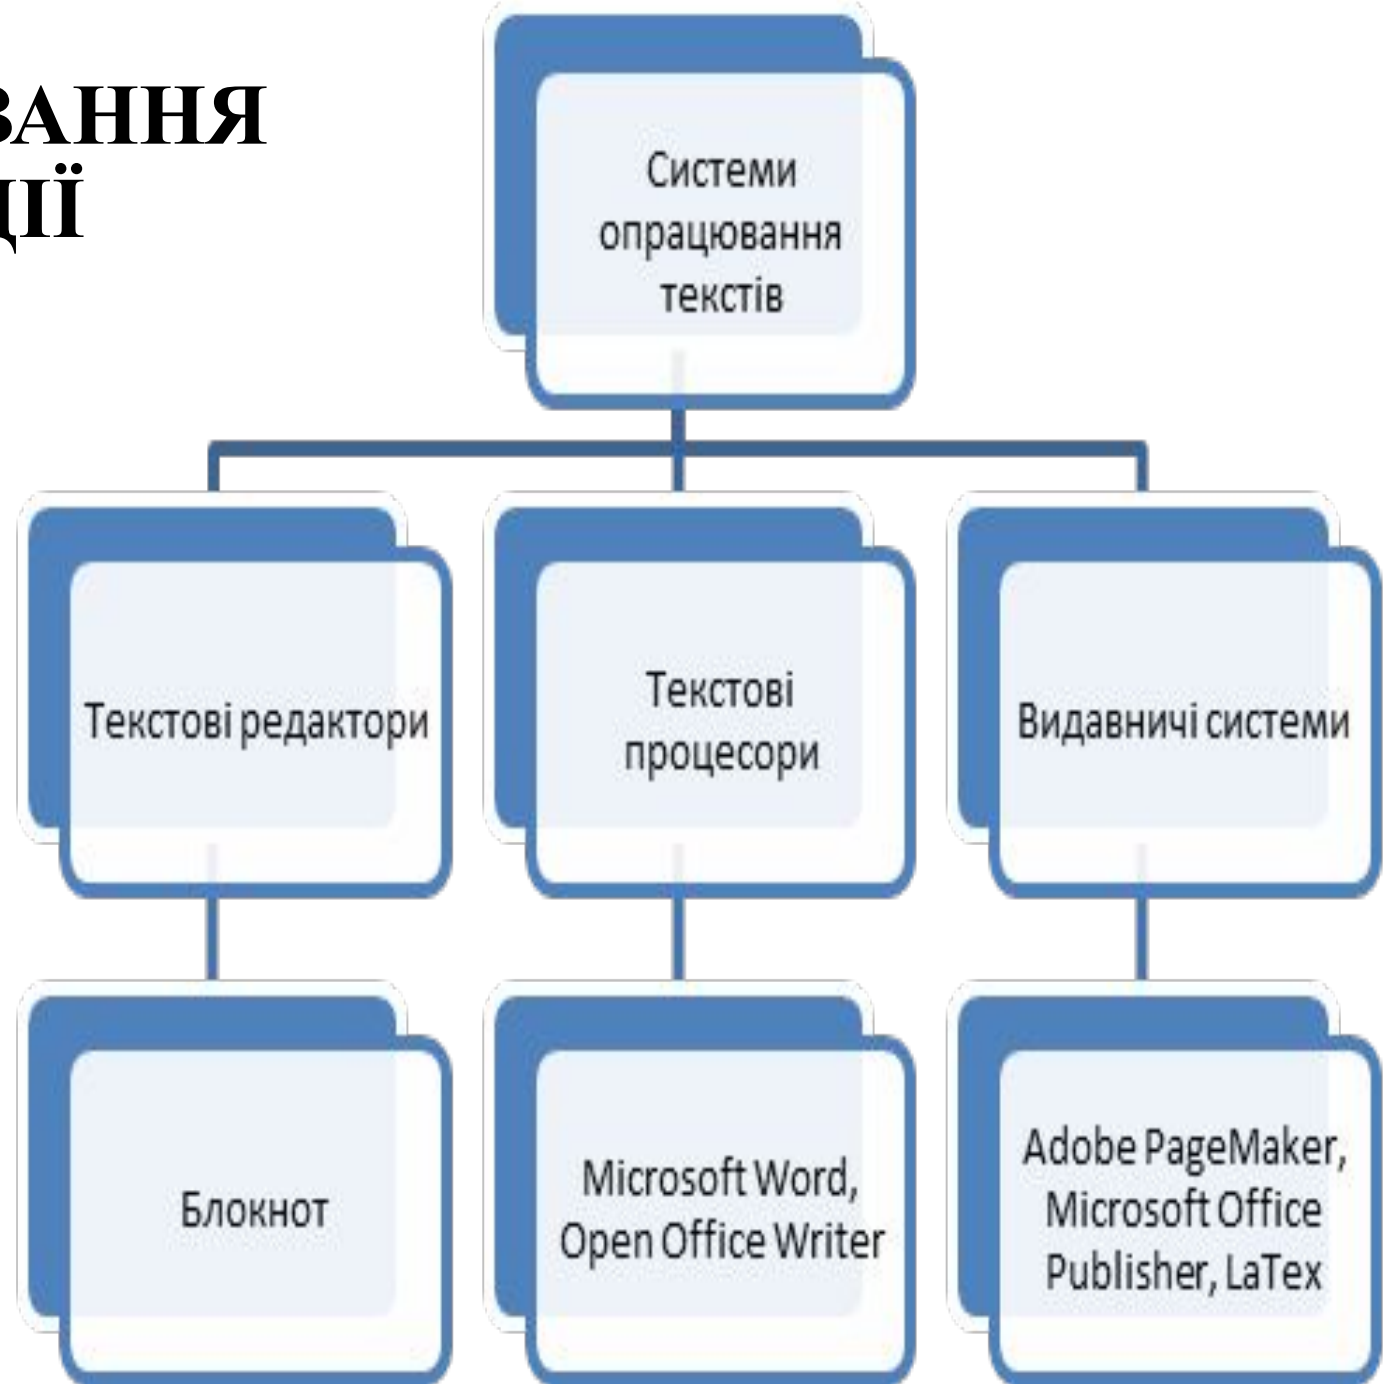 ВАННЯ
ЦІЇ
Системи
опрацювання
текстів
Текстові редактори
Текстові
процесори
Видавничі системи
Блокнот
Microsoft Word,
Open Office Writer
Adobe PageMaker,
Microsoft Office
Publisher, LaTex